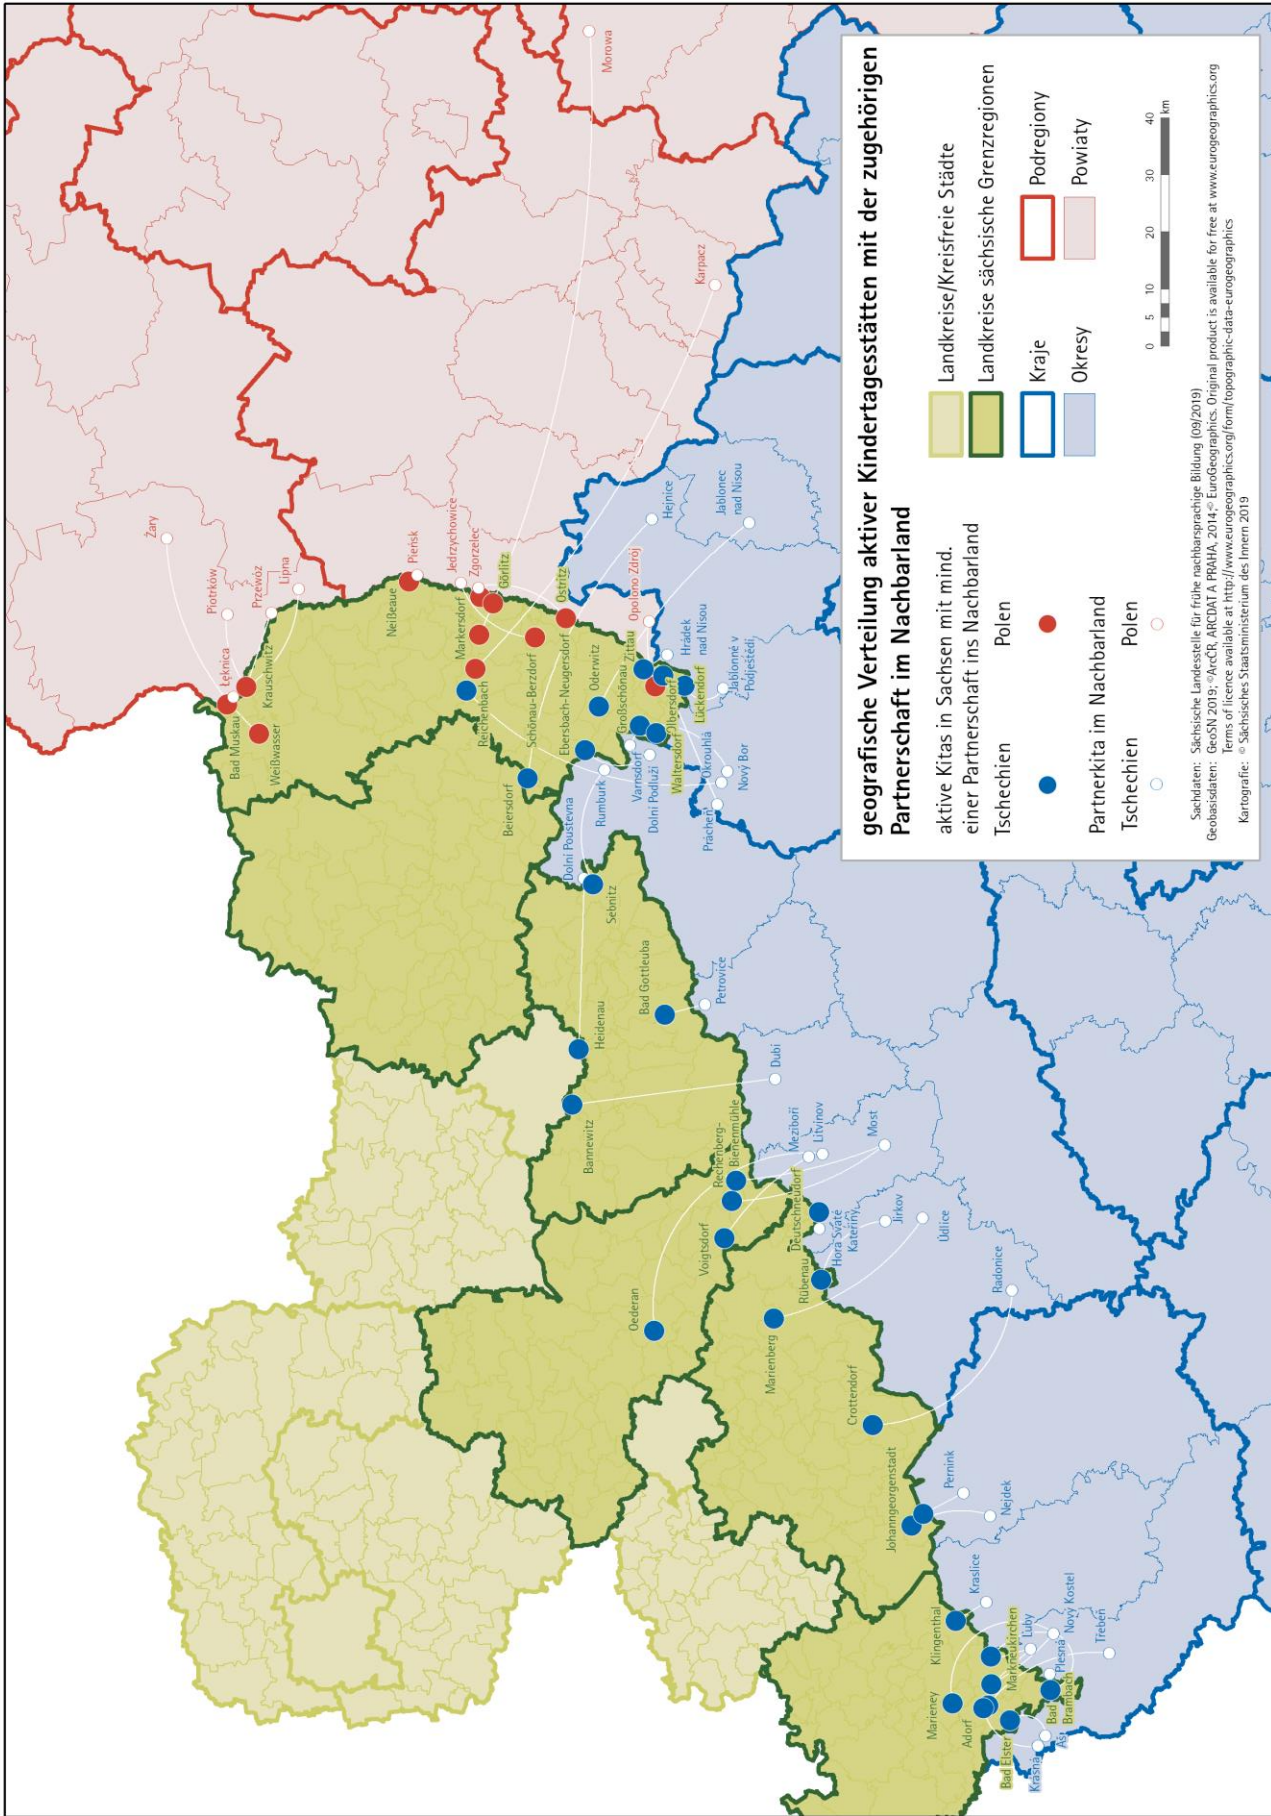 geografische Verteilung aktiver Kindertagesstätten mit der zugehörigen
Partnerschaft im Nachbarland
aktive Kitas in Sachsen mit mind.
einer Partnerschaft ins Nachbarland
Tschechien
Polen
Partnerkita im Nachbarland
Tschechien
Polen
Landkreise/Kreisfreie Städte
Landkreise sächsische Grenzregionen
Kraje
Podregiony
Okresy
Powiaty
0
5
10
20
30
40
km
Sachdaten: Sächsische Landesstelle für frühe nachbarsprachige Bildung (09/2019)
Geobasisdaten: GeoSN 2019; ©ArcČR, ARCDAT A PRAHA, 2014;© EuroGeographics. Original product is available for free at www.eurogeographics.org
Terms of licence available at http://www.eurogeographics.org/form/topographic-data-eurogeographics
Kartografie: © Sächsisches Staatsministerium des Innern 2019
Żary
Piotrków
Łęknica
Przewóz
Lipna
Bad Muskau
Krauschwitz
Weißwasser
Neißeaue
Pieńsk
Jedrzychowice
Zgorzelec
Görlitz
Markersdorf
Reichenbach
Schönau-Berzdorf
Ostritz
Morowa
Karpacz
Beiersdorf
Ebersbach-Neugersdorf
Oderwitz
Großschönau
Zittau
Opolono Zdrój
Olbersdorf
Hrádek
nad Nisou
Hejnice
Jablonec
nad Nisou
Lückendorf
Jablonné v
Podještědí
Waltersdorf
Varnsdorf
Dolní Podluží
Rumburk
Dolní Poustevna
Okrouhlá
Nový Bor
Prácheň
Sebnitz
Heidenau
Bad Gottleuba
Petrovice
Bannewitz
Dubí
Rechenberg-
Bienenmühle
Voigtsdorf
Oederan
Meziboří
Litvínov
Most
Deutschneudorf
Hora Svaté
Kateřiny
Rübenau
Marienberg
Jirkov
Údlice
Radonice
Crottendorf
Johanngeorgenstadt
Pernink
Nejdek
Klingenthal
Kraslice
Marieney
Markneukirchen
Adorf
Luby
Nový Kostel
Plesná
Třebeň
Bad
Brambach
Bad Elster
Aš
Krásná